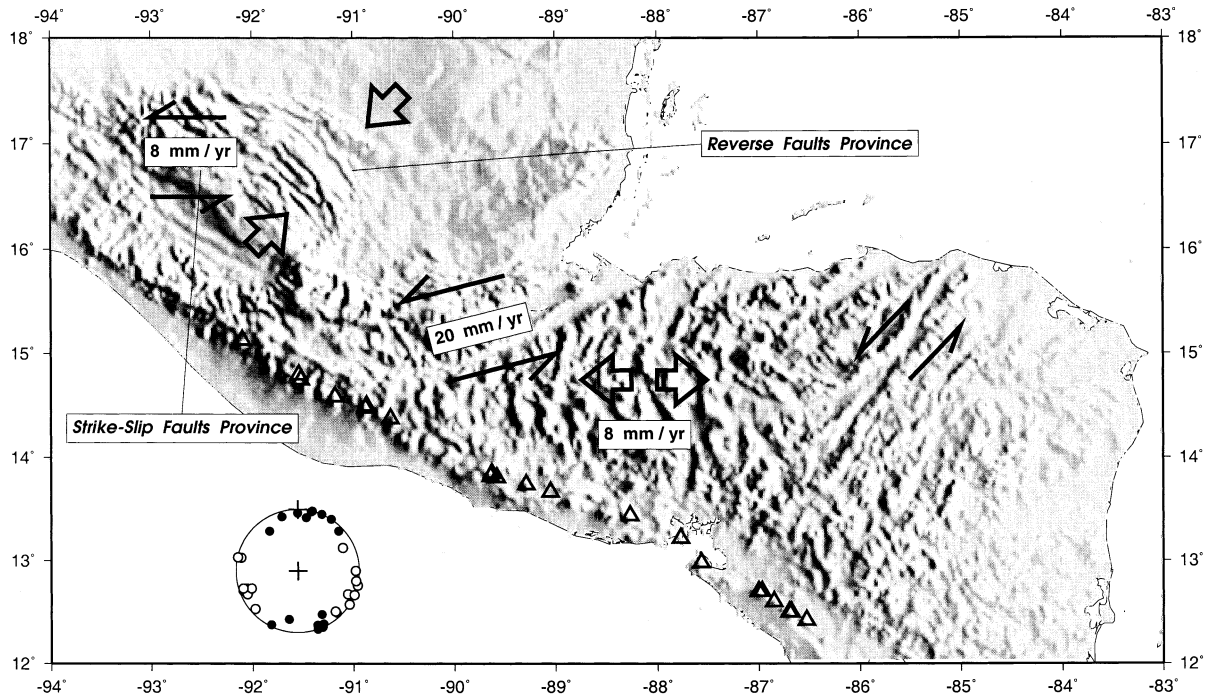 -94° -93° -92° -91° -90° -89° -88° -87° -86° -85° -84° -83°
18° 18°
17° 17°
8 mm / yr
Reverse Faults Province
16° 16°
20 mm / yr
15° 15°
8 mm / yr
Strike-Slip Faults Province
14° 14°
13° 13°
12° 12°
-94° -93° -92° -91° -90° -89° -88° -87° -86° -85° -84° -83°